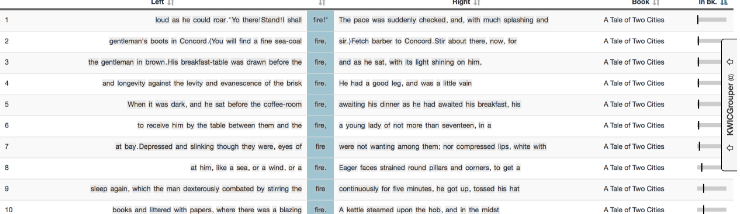 Left Right Book In bk.
1 loud as he could roar."Yo there!Stand!I shall fire!" The pace was suddenly checked, and, with much splashing and A Tale of Two Cities
2 gentleman's boots in Concord.(You will find a fine sea-coal fire, sir.)Fetch barber to Concord.Stir about there, now, for A Tale of Two Cities
3 the gentleman in brown.His breakfast-table was drawn before the fire, and as he sat, with its light shining on him, A Tale of Two Cities
4 and longevity against the levity and evanescence of the brisk fire. He had a good leg, and was a little vain A Tale of Two Cities
5 When it was dark, and he sat before the coffee-room fire, awaiting his dinner as he had awaited his breakfast, his A Tale of Two Cities
6 to receive him by the table between them and the fire, a young lady of not more than seventeen, in a A Tale of Two Cities
7 at bay.Depressed and slinking though they were, eyes of fire were not wanting among them; nor compressed lips, white with A Tale of Two Cities
8 at him, like a sea, or a wind, or a fire. Eager faces strained round pillars and corners, to get a A Tale of Two Cities
9 sleep again, which the man dexterously combated by stirring the fire continuously for five minutes, he got up, tossed his hat A Tale of Two Cities
10 books and littered with papers, where there was a blazing fire. A kettle steamed upon the hob, and in the midst A Tale of Two Cities
KWICGrouper (0)